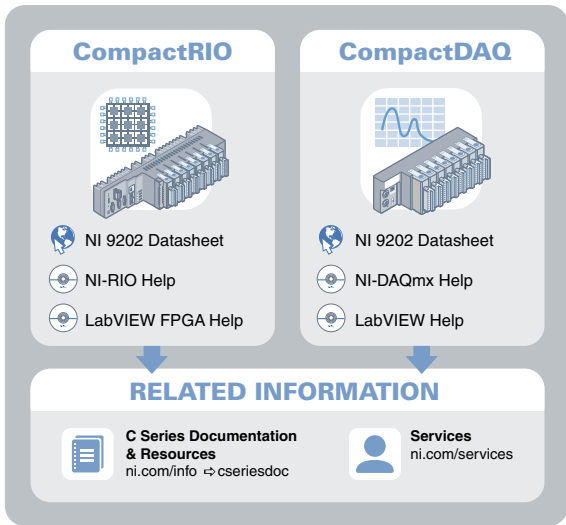 CompactRIO
NI 9202 Datasheet
NI-RIO Help
LabVIEW FPGA Help
CompactDAQ
NI 9202 Datasheet
NI-DAQmx Help
LabVIEW Help
RELATED INFORMATION
C Series Documentation
& Resources
ni.com/info ⇨cseriesdoc
Services
ni.com/services